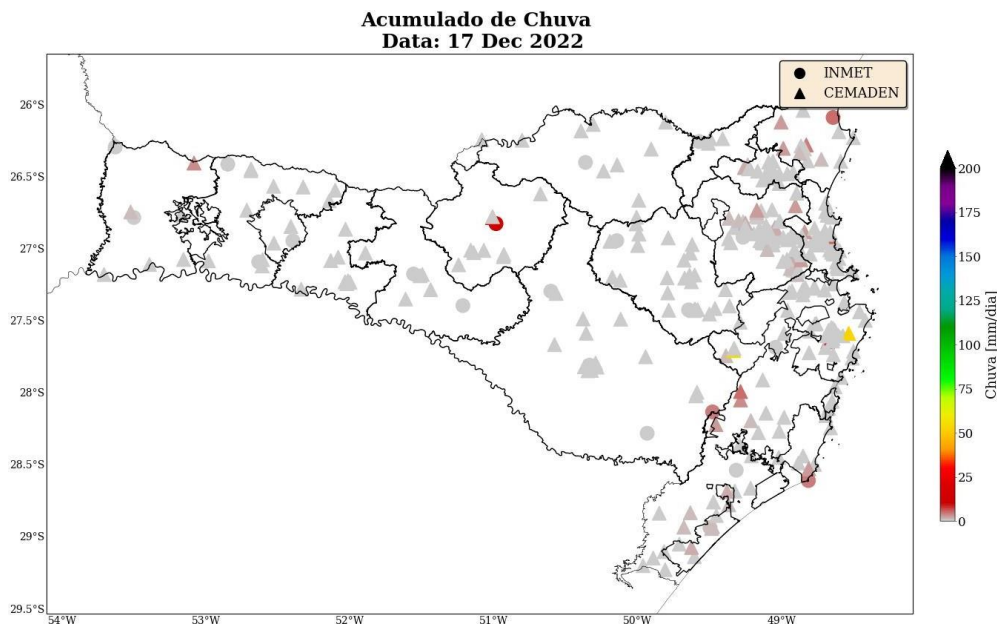 Acumulado de Chuva
Data: 17 Dec 2022
INMET
CEMADEN
26°S
26.5°S
27°S
27.5°S
28°S
28.5°S
29°S
29.5°S
54°W
53°W
52°W
51°W
50°W
49°W
200
175
150
125
100
75
50
25
0
Chuva [mm/dia]